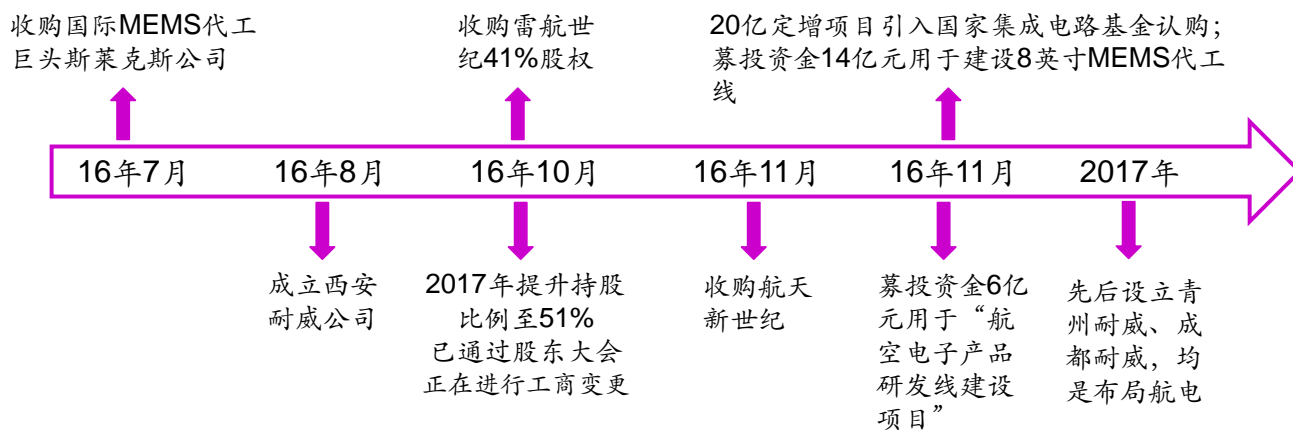 收购国际MEMS代工
巨头斯莱克斯公司
收购雷航世
纪41%股权
20亿定增项目引入国家集成电路基金认购；
募投资金14亿元用于建设8英寸MEMS代工
线
16年7月
16年8月
16年10月
16年11月
16年11月
2017年
成立西安
耐威公司
2017年提升持股
比例至51%
已通过股东大会
正在进行工商变更
收购航天
新世纪
募投资金6亿
元用于“航
空电子产品
研发线建设
项目”
先后设立青
州耐威、成
都耐威，均
是布局航电